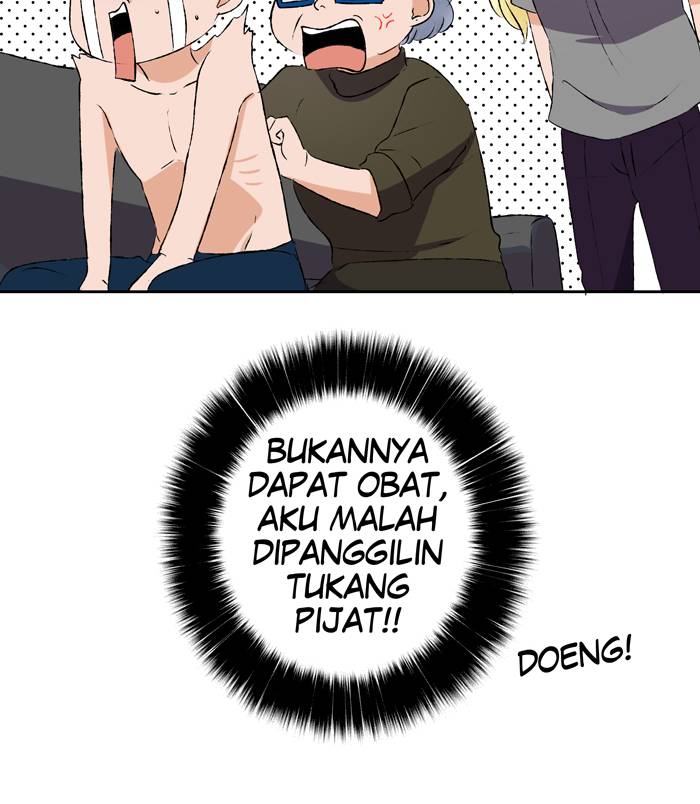 BUKANNYA
DAPAT OBAT,
AKU MALAH
DIPANGGILIN
TUKANG
PIJAT!!
DOENG!